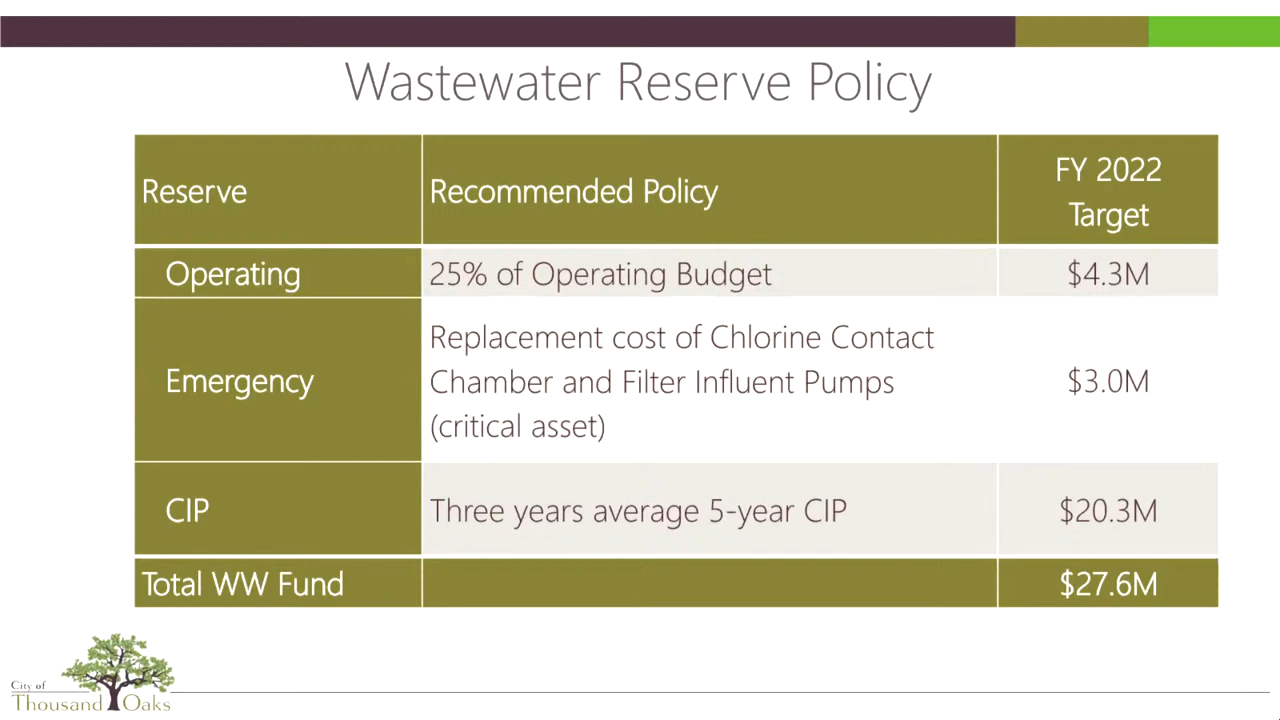 Wastewater Reserve Policy
Reserve
Recommended Policy
FY 2022
Target
Operating
25% of Operating Budget
$4.3M
Emergency
Replacement cost of Chlorine Contact
Chamber and Filter Influent Pumps
(critical asset)
$3.0M
CIP
Three years average 5-year CIP
$20.3M
Total WW Fund
$27.6M
City of
Thousand Oaks